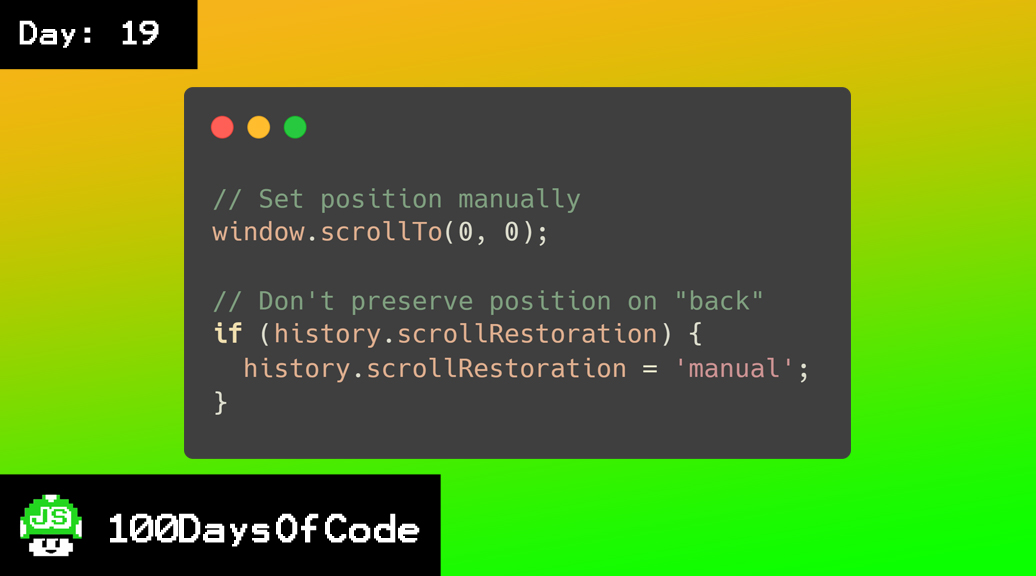 Day: 19
// Set position manually
window.scrollTo(0, 0);
// Don't preserve position on "back"
if (history.scrollRestoration) {
  history.scrollRestoration = 'manual';
}
JS
100DaysOfCode